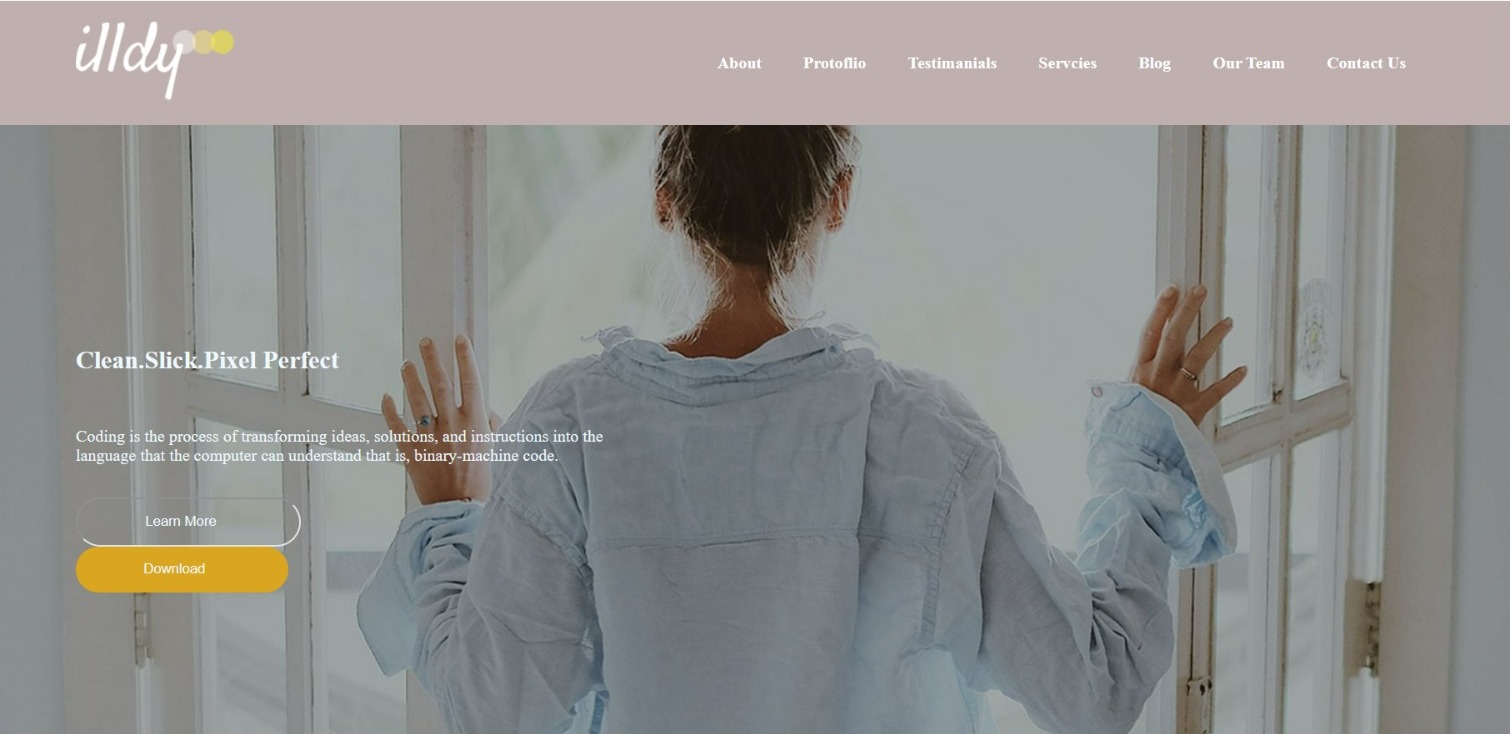 illdy
About Protoflio Testimanials Servcies Blog Our Team Contact Us
Clean.Slick.Pixel Perfect
Coding is the process of transforming ideas, solutions, and instructions into the
language that the computer can understand that is, binary-machine code.
Learn More
Download